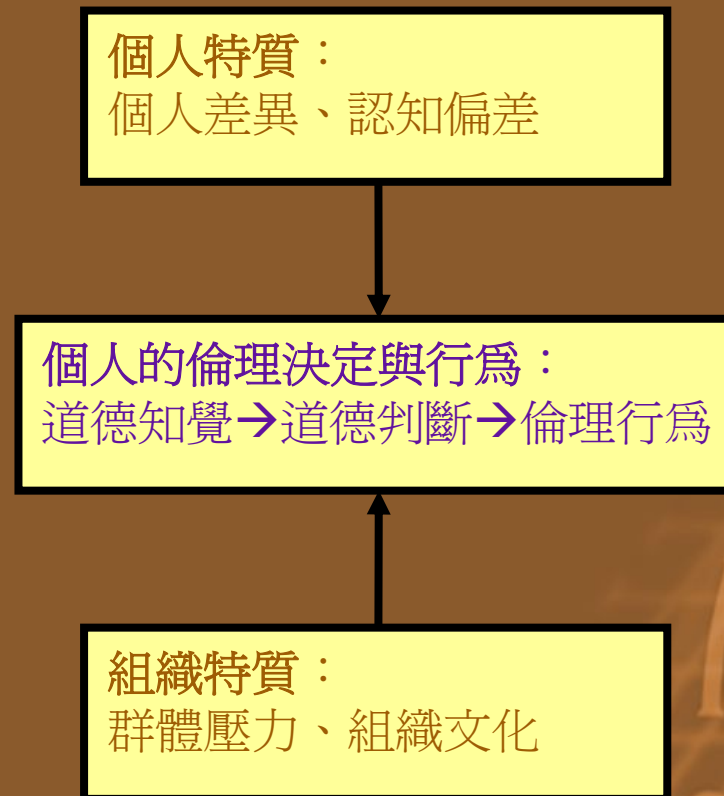 個人特質：
個人差異、認知偏差
個人的倫理決定與行為：
道德知覺→道德判斷→倫理行為
組織特質：
群體壓力、組織文化